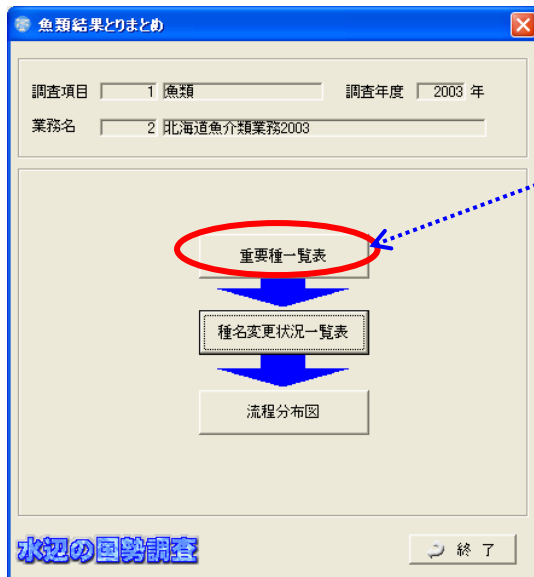 魚類結果とりまとめ
調査項目 1 魚類 調査年度 2003 年
業務名 2 北海道魚介類業務2003
重要種一覧表
種名変更状況一覧表
流程分布図
水辺の国勢調査 終 了